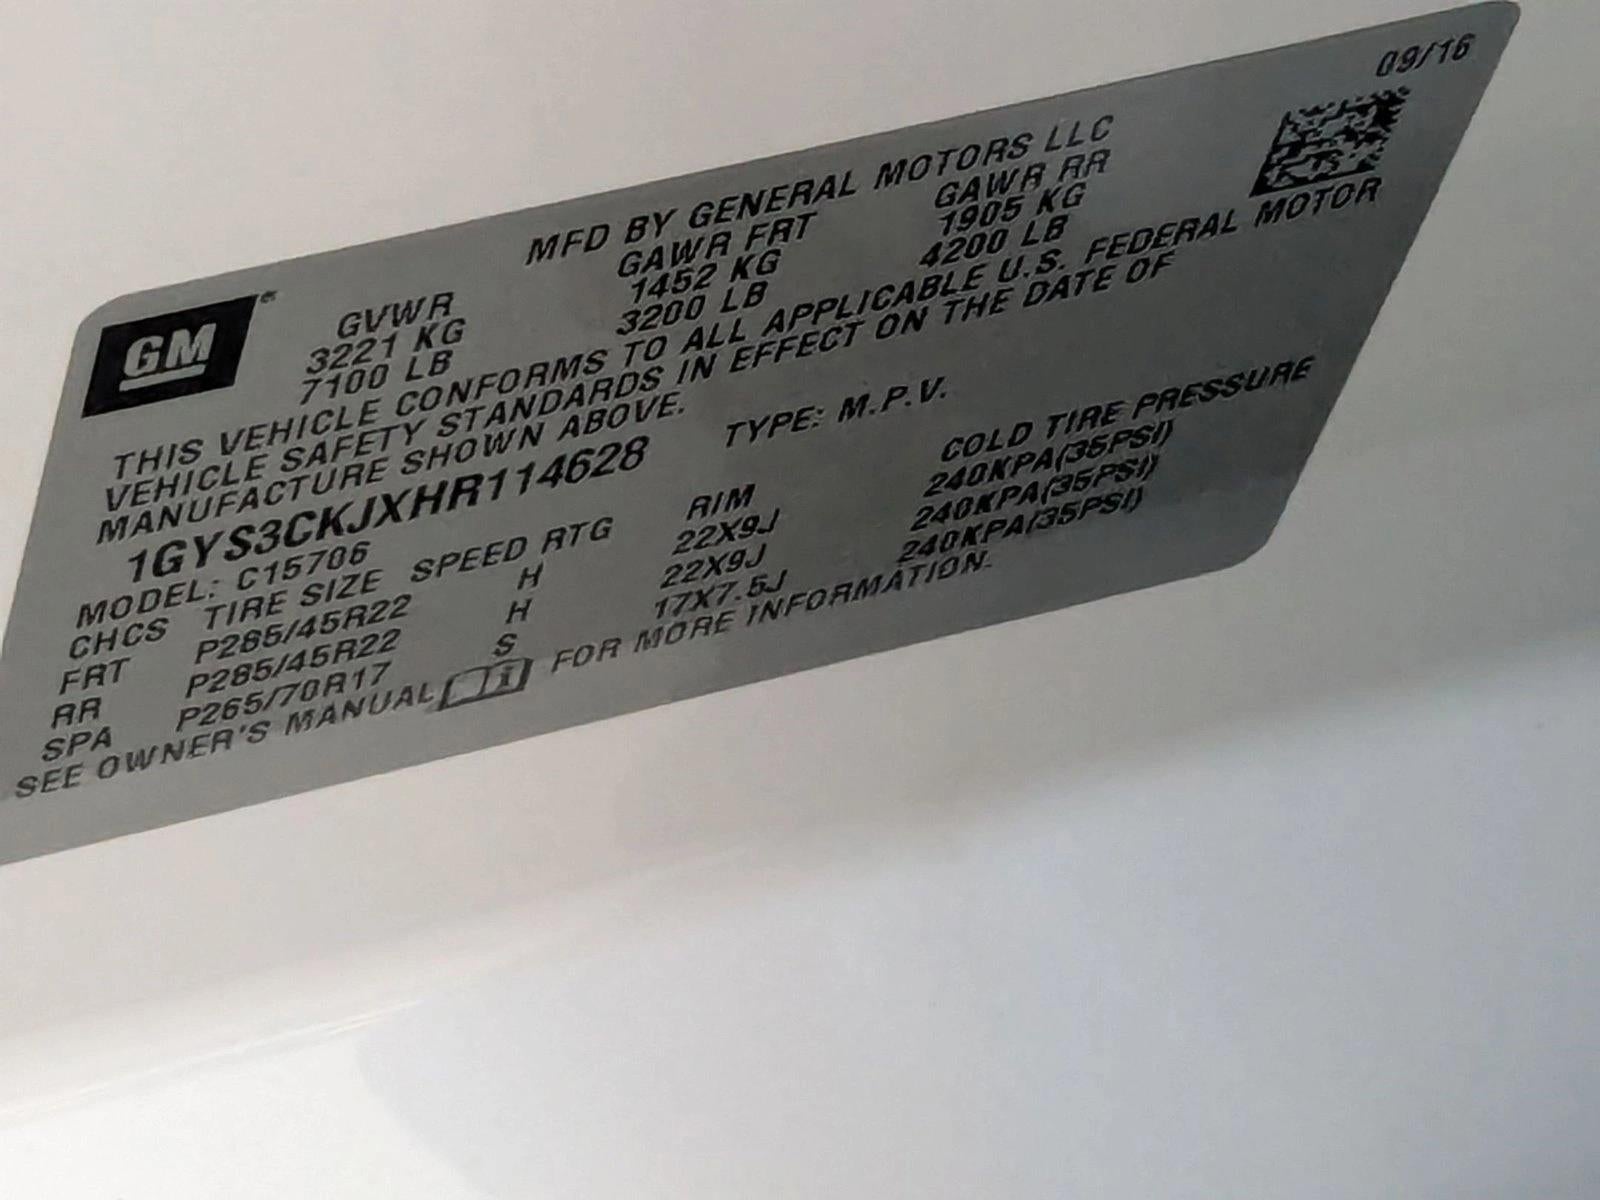 09/16
MFD BY GENERAL MOTORS LLC
GM
GVWR GAWR FRT GAWR RR
3221 KG 1452 KG 1905 KG
7100 LB 3200 LB 4200 LB
THIS VEHICLE CONFORMS TO ALL APPLICABLE U.S. FEDERAL MOTOR
VEHICLE SAFETY STANDARDS IN EFFECT ON THE DATE OF
MANUFACTURE SHOWN ABOVE.
1GYS3CKJXHR114628 TYPE: M.P.V.
MODEL: C15706
CHCS TIRE SIZE SPEED RTG RIM COLD TIRE PRESSURE
FRT P285/45R22 H 22X9J 240KPA(35PSI)
RR P285/45R22 H 22X9J 240KPA(35PSI)
SPA P265/70R17 S 17X7.5J 240KPA(35PSI)
SEE OWNER'S MANUAL FOR MORE INFORMATION.